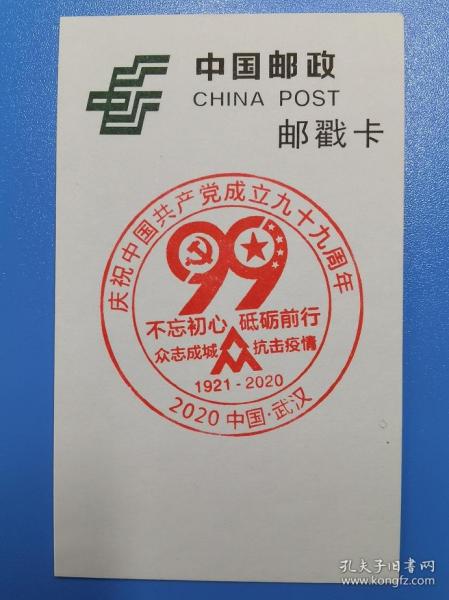 中国邮政
CHINA POST
邮戳卡
庆祝中国共产党成立九十九周年
99
不忘初心 砥砺前行
众志成城 抗击疫情
1921-2020
2020 中国·武汉
孔夫子旧书网
www.kongfz.com